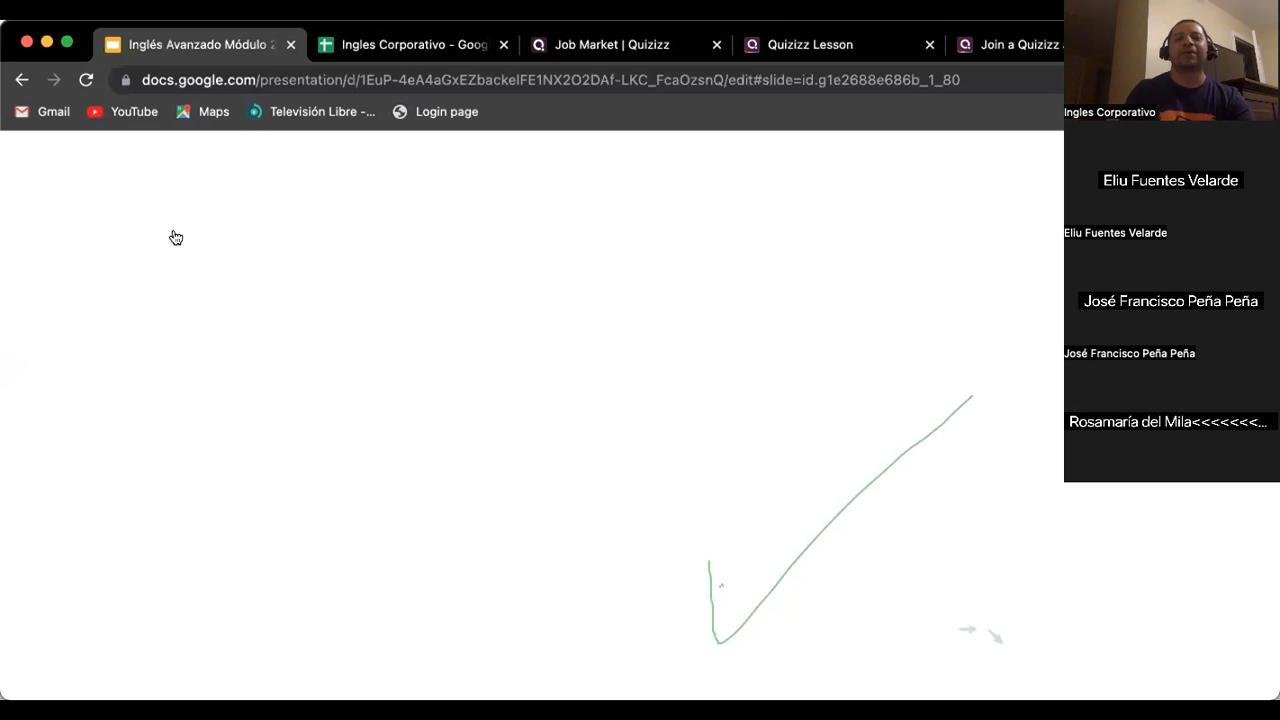 Inglés Avanzado Módulo 2
Ingles Corporativo - Goog
Job Market | Quizizz
Quizizz Lesson
Join a Quizizz
docs.google.com/presentation/d/1EuP-4eA4aGxEZbackelFE1NX2O2DAf-LKC_FcaOzsnQ/edit#slide=id.g1e2688e686b_1_80
Gmail
YouTube
Maps
Televisión Libre -...
Login page
Ingles Corporativo
Eliu Fuentes Velarde
Eliu Fuentes Velarde
José Francisco Peña Peña
José Francisco Peña Peña
Rosamaría del Mila<<<<<<<...